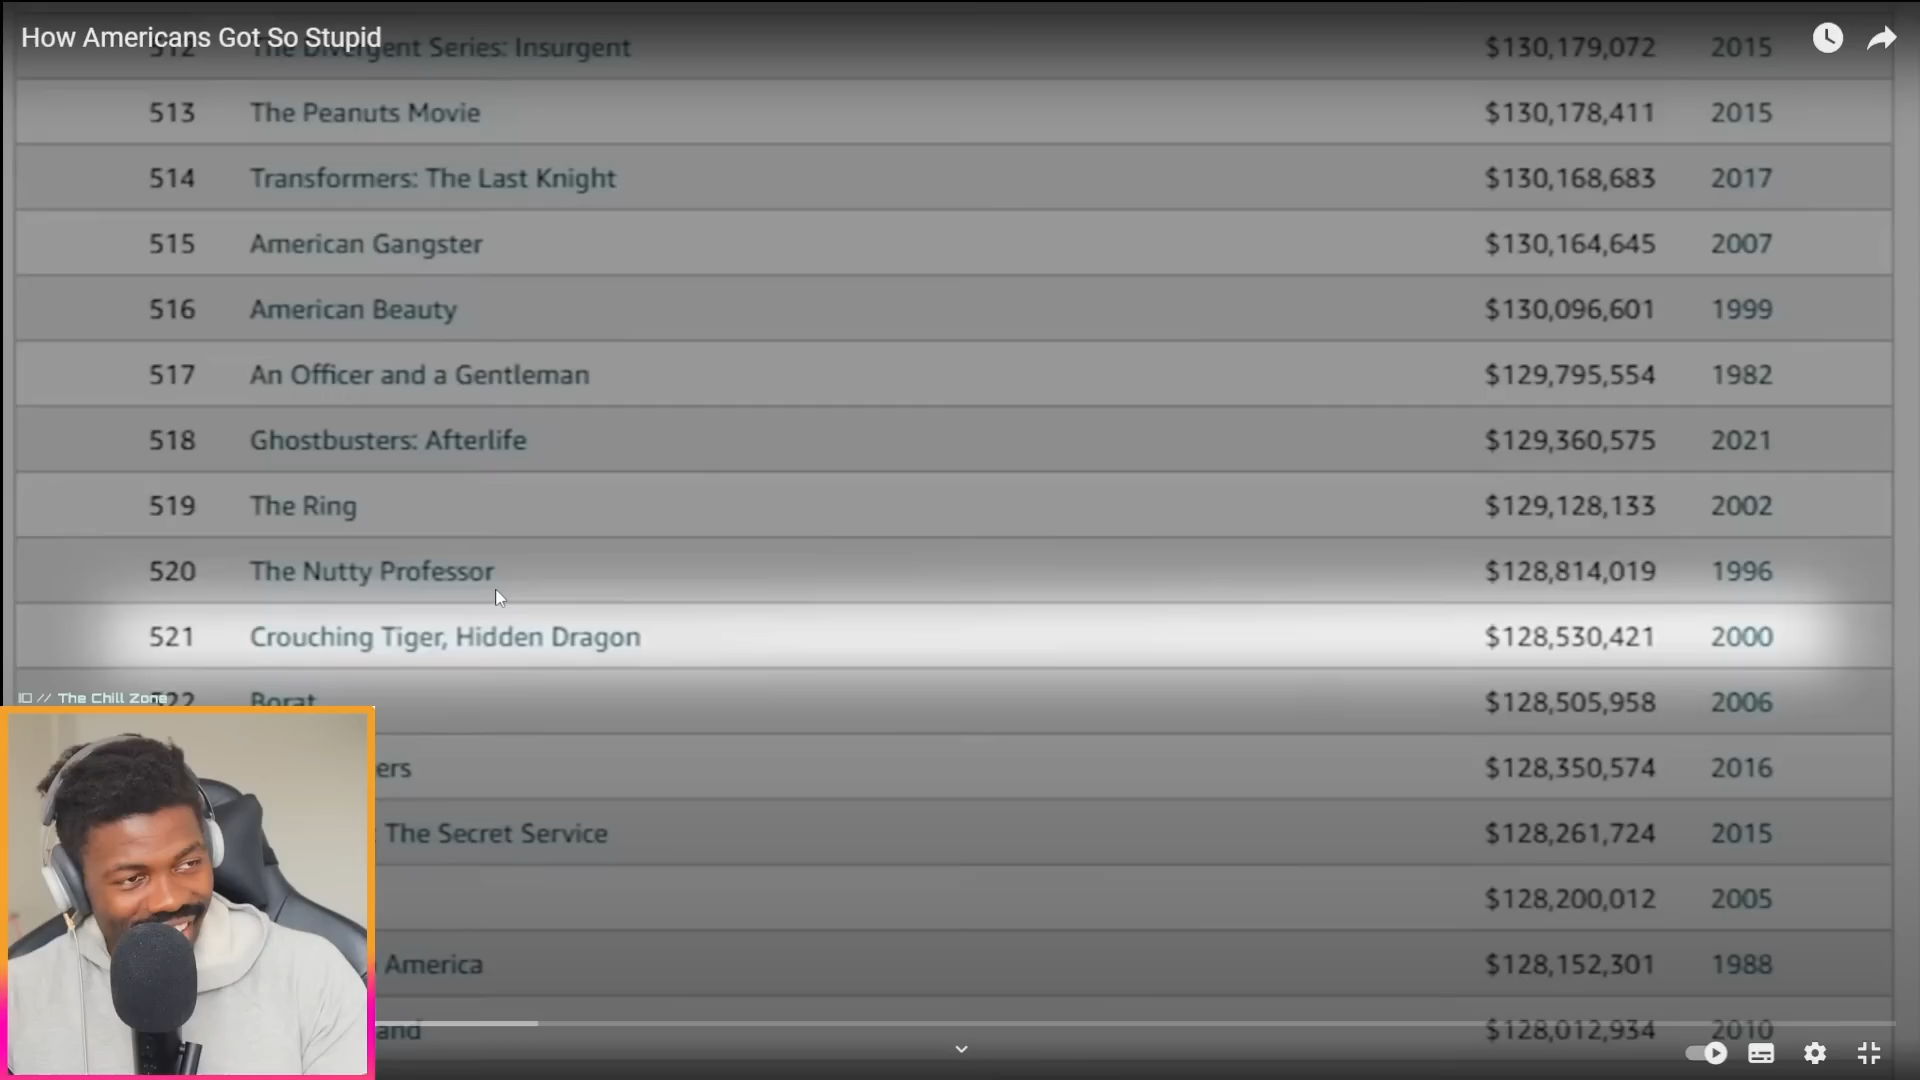 How Americans Got So Stupid
512 The Divergent Series: Insurgent $130,179,072 2015
513 The Peanuts Movie $130,178,411 2015
514 Transformers: The Last Knight $130,168,683 2017
515 American Gangster $130,164,645 2007
516 American Beauty $130,096,601 1999
517 An Officer and a Gentleman $129,795,554 1982
518 Ghostbusters: Afterlife $129,360,575 2021
519 The Ring $129,128,133 2002
520 The Nutty Professor $128,814,019 1996
521 Crouching Tiger, Hidden Dragon $128,530,421 2000
// The Chill Zone
522 Borat $128,505,958 2006
ers $128,350,574 2016
: The Secret Service $128,261,724 2015
$128,200,012 2005
America $128,152,301 1988
and $128,012,934 2010